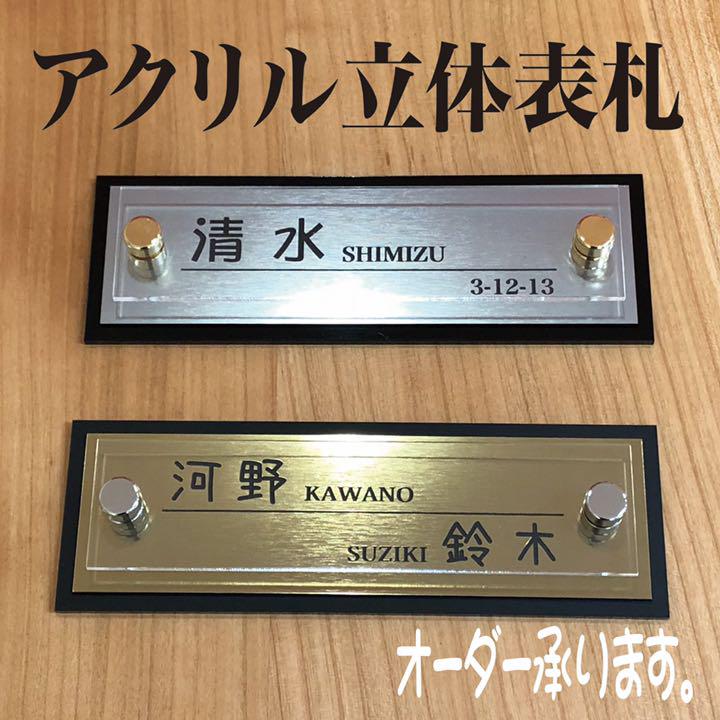 アクリル立体表札
清水 SHIMIZU
3-12-13
河野 KAWANO
SUZIKI 鈴木
オーダー承ります。